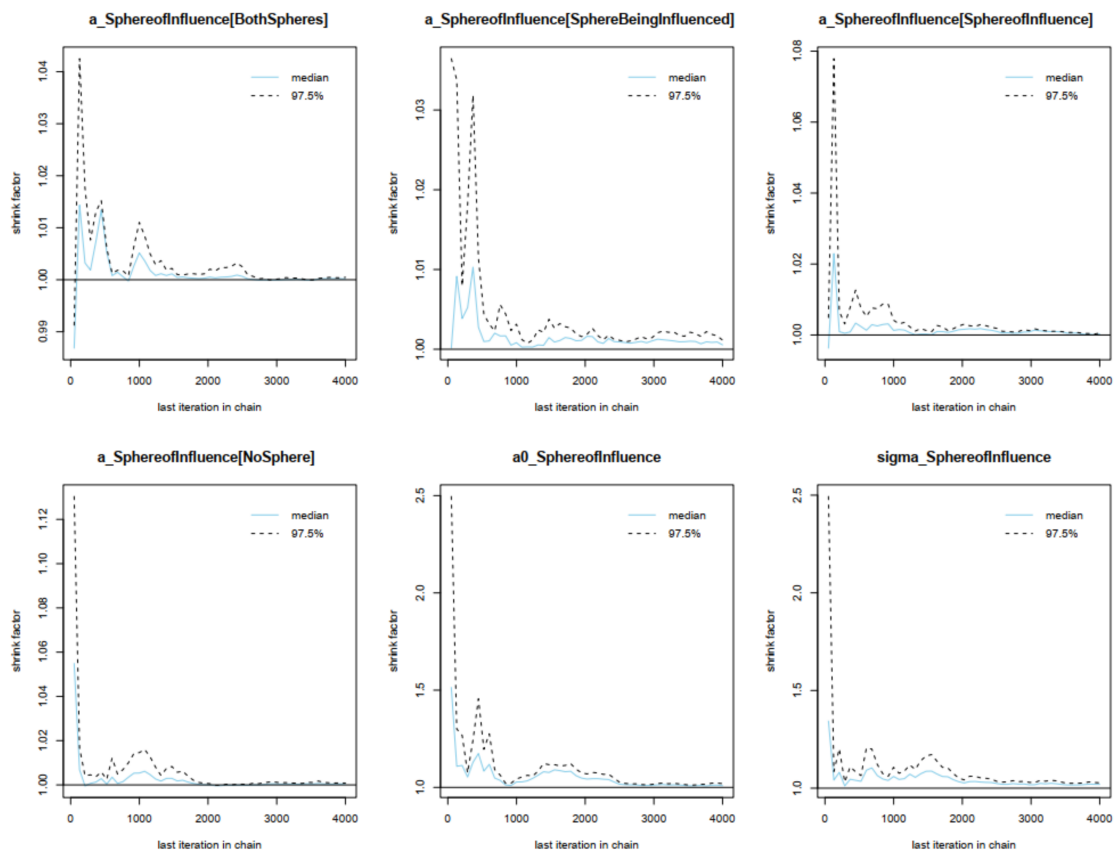 a_SphereofInfluence[BothSpheres]
shrink factor
0.99 1.00 1.01 1.02 1.03 1.04
median
97.5%
0 1000 2000 3000 4000
last iteration in chain
a_SphereofInfluence[SphereBeingInfluenced]
shrink factor
1.00 1.01 1.02 1.03
median
97.5%
0 1000 2000 3000 4000
last iteration in chain
a_SphereofInfluence[SphereofInfluence]
shrink factor
1.00 1.02 1.04 1.06 1.08
median
97.5%
0 1000 2000 3000 4000
last iteration in chain
a_SphereofInfluence[NoSphere]
shrink factor
1.00 1.02 1.04 1.06 1.08 1.10 1.12
median
97.5%
0 1000 2000 3000 4000
last iteration in chain
a0_SphereofInfluence
shrink factor
1.0 1.5 2.0 2.5
median
97.5%
0 1000 2000 3000 4000
last iteration in chain
sigma_SphereofInfluence
shrink factor
1.0 1.5 2.0 2.5
median
97.5%
0 1000 2000 3000 4000
last iteration in chain